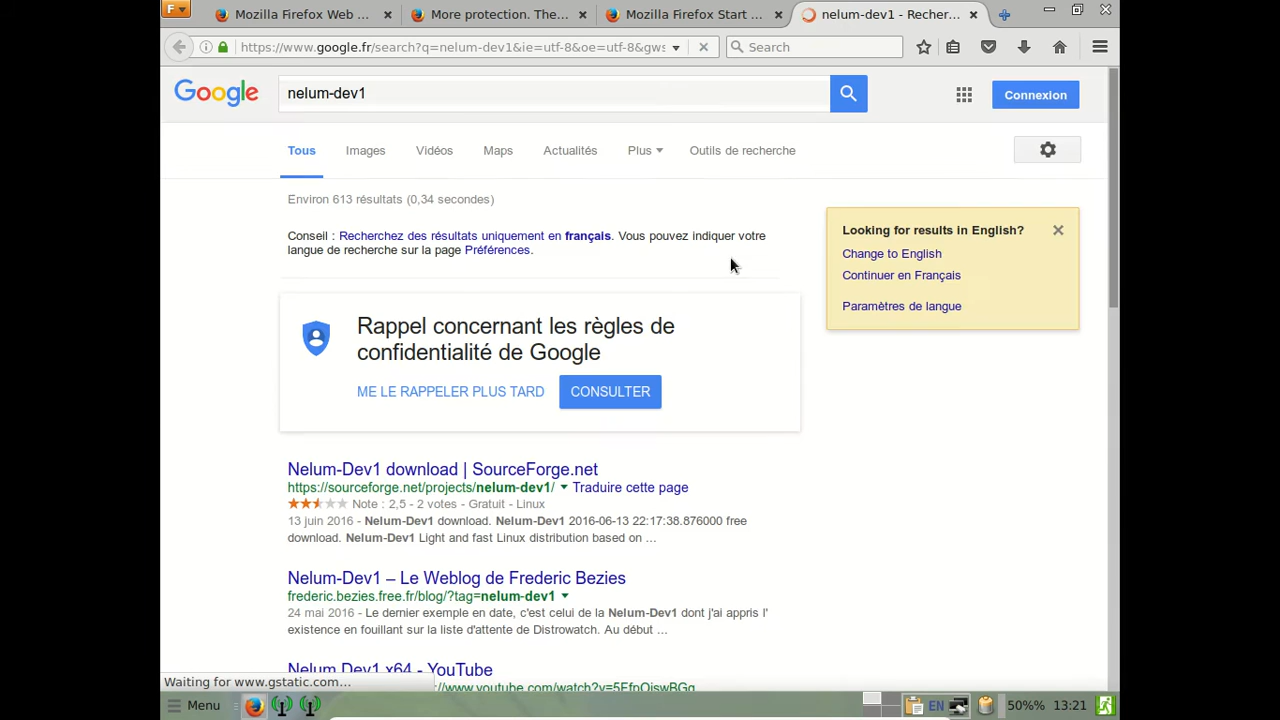 F
Mozilla Firefox Web ...
More protection. The...
Mozilla Firefox Start ...
nelum-dev1 - Recher...
https://www.google.fr/search?q=nelum-dev1&ie=utf-8&oe=utf-8&gws
Search
Google
nelum-dev1
Connexion
Tous
Images
Vidéos
Maps
Actualités
Plus
Outils de recherche
Environ 613 résultats (0,34 secondes)
Conseil : Recherchez des résultats uniquement en français. Vous pouvez indiquer votre
langue de recherche sur la page Préférences.
Looking for results in English?
Change to English
Continuer en Français
Paramètres de langue
Rappel concernant les règles de
confidentialité de Google
ME LE RAPPELER PLUS TARD
CONSULTER
Nelum-Dev1 download | SourceForge.net
https://sourceforge.net/projects/nelum-dev1/ Traduire cette page
Note : 2,5 - 2 votes - Gratuit - Linux
13 juin 2016 - Nelum-Dev1 download. Nelum-Dev1 2016-06-13 22:17:38.876000 free
download. Nelum-Dev1 Light and fast Linux distribution based on ...
Nelum-Dev1 – Le Weblog de Frederic Bezies
frederic.bezies.free.fr/blog/?tag=nelum-dev1
24 mai 2016 - Le dernier exemple en date, c'est celui de la Nelum-Dev1 dont j'ai appris l'
existence en fouillant sur la liste d'attente de Distrowatch. Au début ...
Nelum Dev1 x64 - YouTube
Waiting for www.gstatic.com...
Menu
EN
50%%
13:21